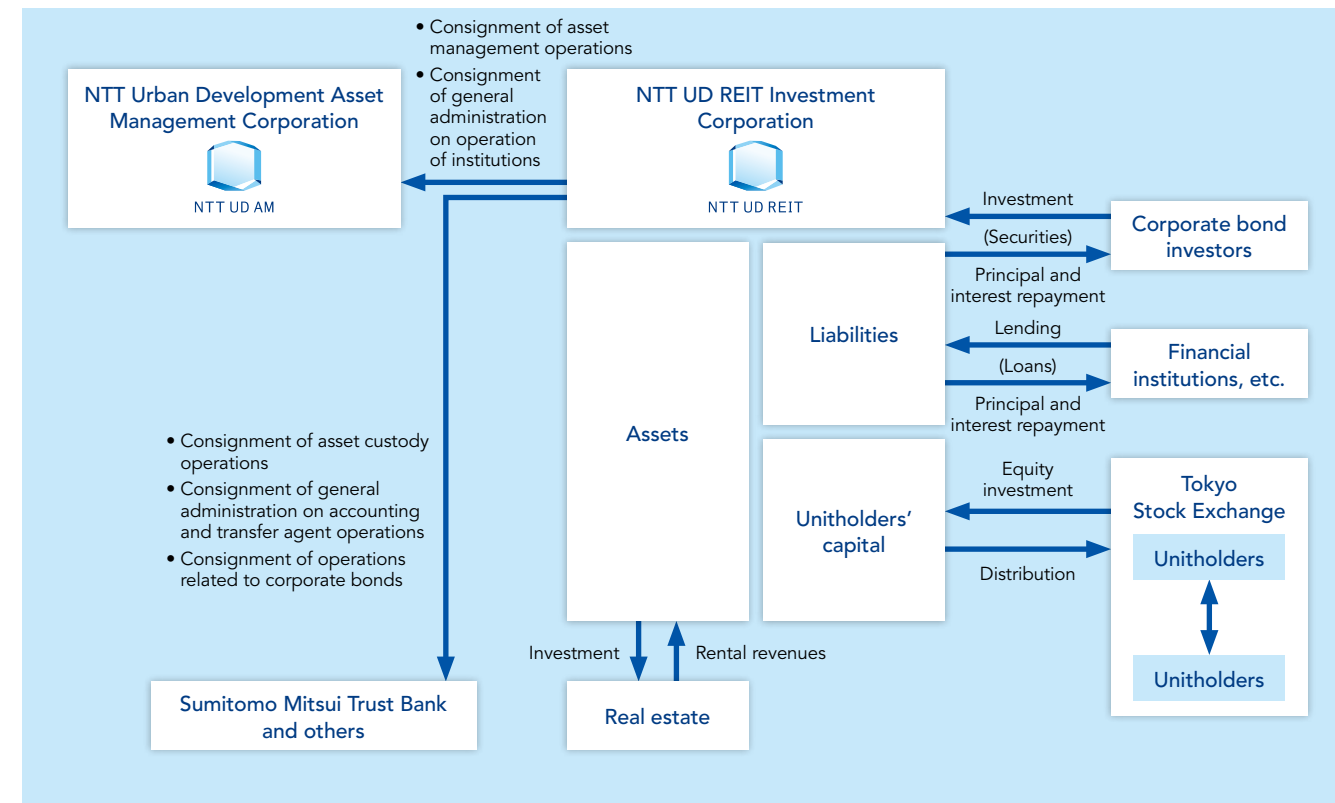 • Consignment of asset
management operations
• Consignment
of general
administration
on operation
of institutions
NTT Urban Development Asset
Management Corporation
NTT UD AM
NTT UD REIT Investment
Corporation
NTT UD REIT
Investment
(Securities)
Principal and
interest repayment
Corporate bond
investors
Liabilities
Lending
(Loans)
Principal and
interest repayment
Financial
institutions, etc.
Assets
• Consignment of asset custody
operations
• Consignment of general
administration on accounting
and transfer agent operations
• Consignment of operations
related to corporate bonds
Unitholders’
capital
Equity
investment
Distribution
Tokyo
Stock Exchange
Unitholders
Unitholders
Investment
Rental revenues
Sumitomo Mitsui Trust Bank
and others
Real estate